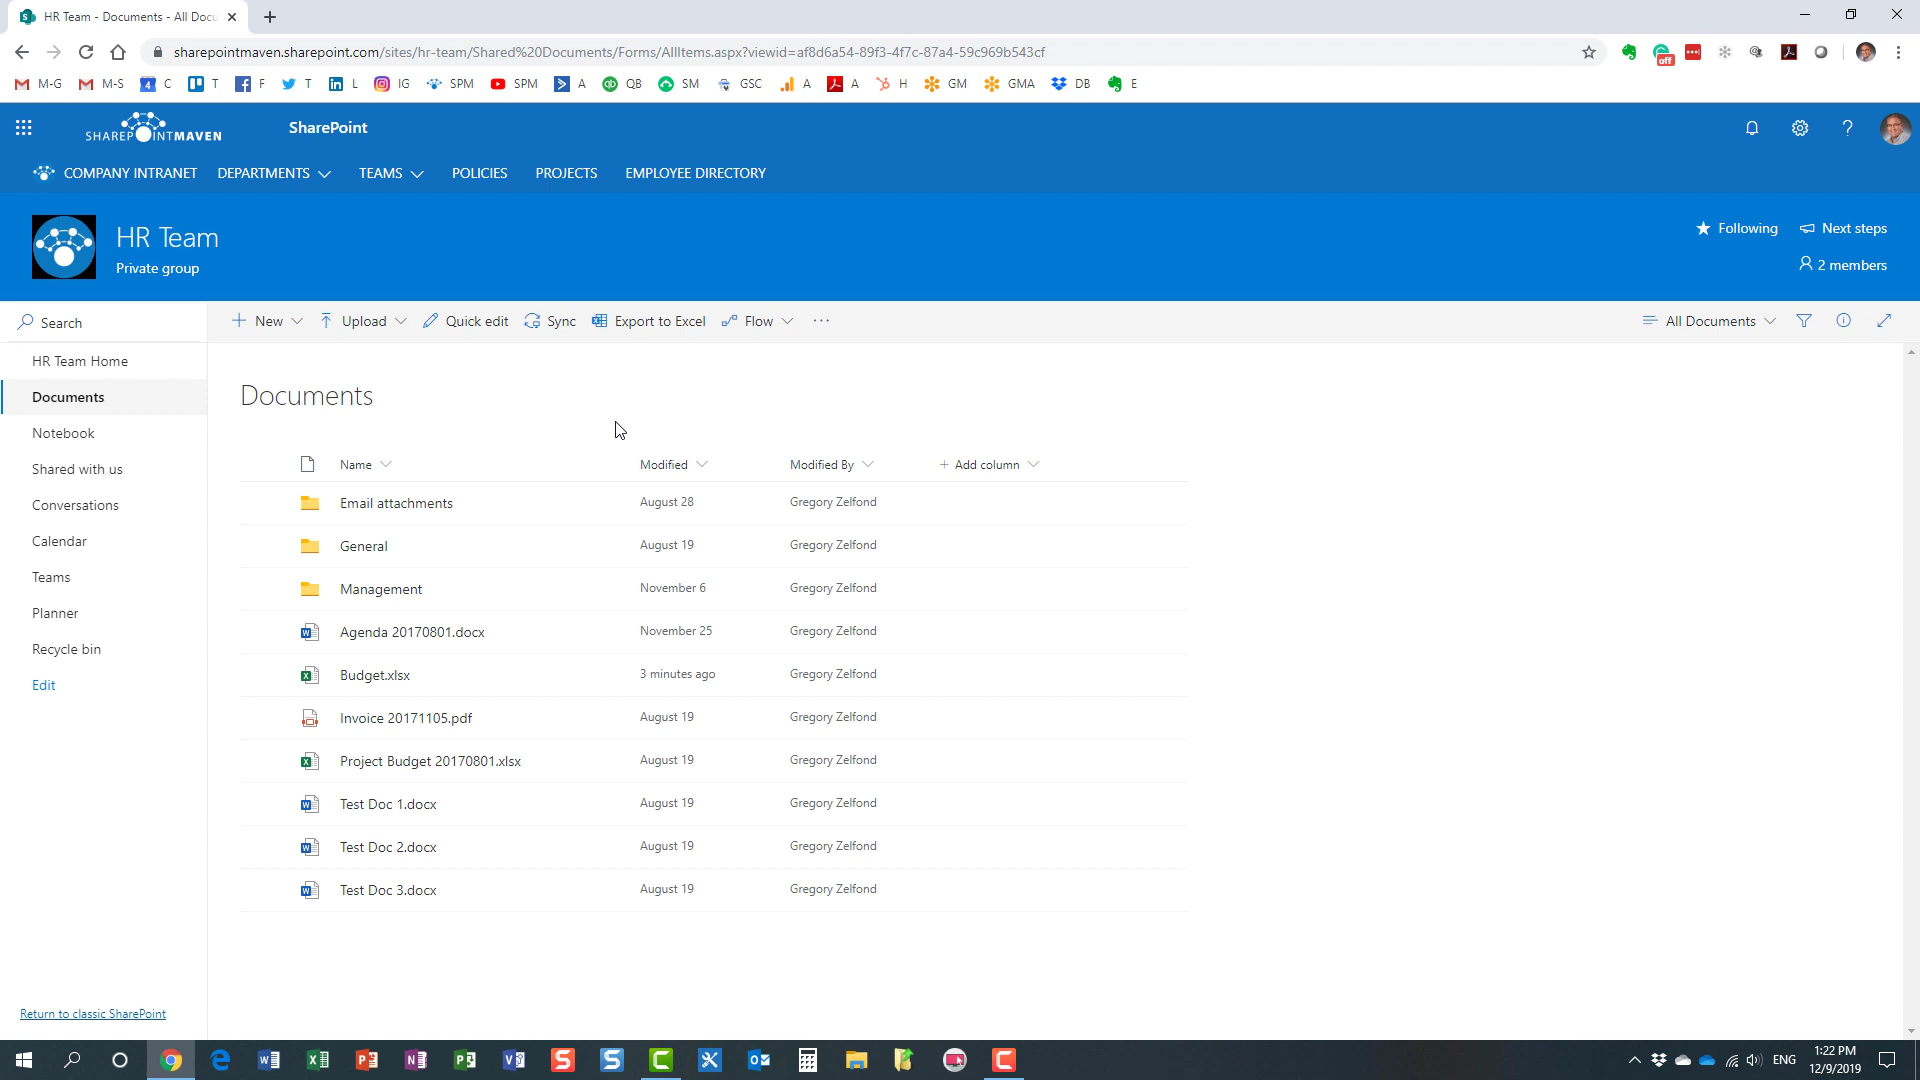 HR Team - Documents - All Docu
sharepointmaven.sharepoint.com/sites/hr-team/Shared%20Documents/Forms/AllItems.aspx?viewid=af8d6a54-89f3-4f7c-87a4-59c969b543cf
off
M-G M-S 4 C T F T L IG SPM SPM A QB SM GSC A A H GM GMA DB E
SHAREPOINTMAVEN SharePoint
COMPANY INTRANET DEPARTMENTS TEAMS POLICIES PROJECTS EMPLOYEE DIRECTORY
HR Team
Private group
Following Next steps
2 members
Search
New Upload Quick edit Sync Export to Excel Flow ··· All Documents
HR Team Home
Documents
Notebook
Shared with us
Conversations
Calendar
Teams
Planner
Recycle bin
Edit
Return to classic SharePoint
Documents
Name Modified Modified By + Add column
Email attachments August 28 Gregory Zelfond
General August 19 Gregory Zelfond
Management November 6 Gregory Zelfond
Agenda 20170801.docx November 25 Gregory Zelfond
Budget.xlsx 3 minutes ago Gregory Zelfond
Invoice 20171105.pdf August 19 Gregory Zelfond
Project Budget 20170801.xlsx August 19 Gregory Zelfond
Test Doc 1.docx August 19 Gregory Zelfond
Test Doc 2.docx August 19 Gregory Zelfond
Test Doc 3.docx August 19 Gregory Zelfond
ENG 1:22 PM
12/9/2019